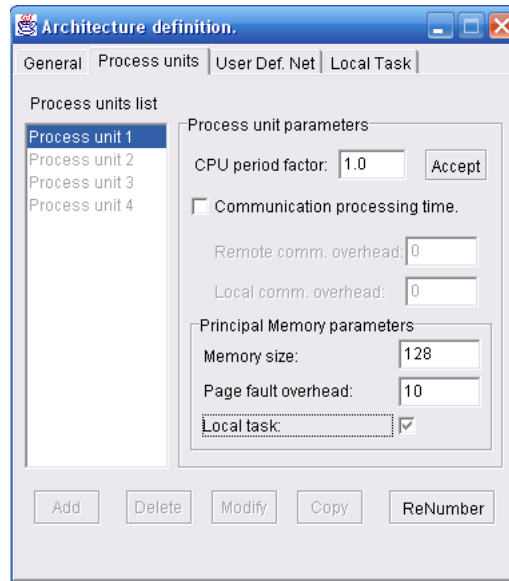 Architecture definition.
General Process units User Def. Net Local Task
Process units list
Process unit 1
Process unit 2
Process unit 3
Process unit 4
Process unit parameters
CPU period factor: 1.0 Accept
Communication processing time.
Remote comm. overhead: 0
Local comm. overhead: 0
Principal Memory parameters
Memory size: 128
Page fault overhead: 10
Local task:
Add Delete Modify Copy ReNumber